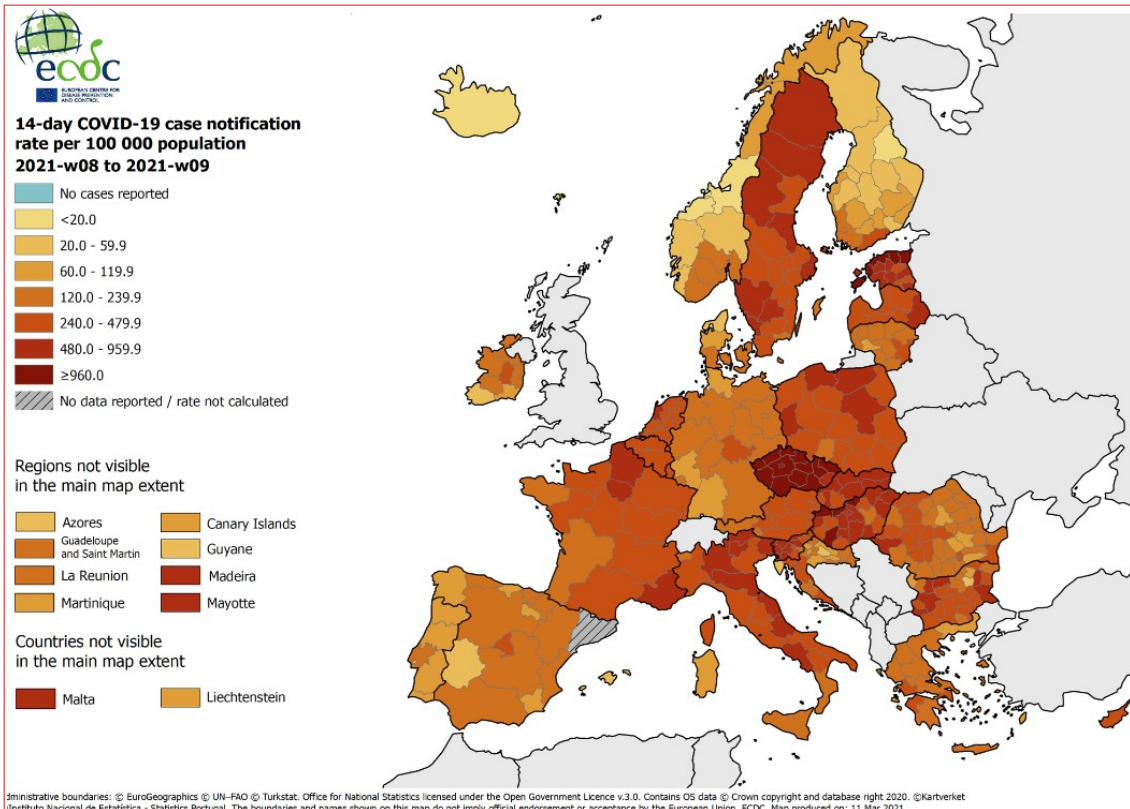 ecdc
EUROPEAN CENTRE FOR
DISEASE PREVENTION
AND CONTROL
14-day COVID-19 case notification
rate per 100 000 population
2021-w08 to 2021-w09
No cases reported
<20.0
20.0 - 59.9
60.0 - 119.9
120.0 - 239.9
240.0 - 479.9
480.0 - 959.9
≥960.0
No data reported / rate not calculated
Regions not visible
in the main map extent
Azores
Canary Islands
Guadeloupe
and Saint Martin
Guyane
La Reunion
Madeira
Martinique
Mayotte
Countries not visible
in the main map extent
Malta
Liechtenstein
dministrative boundaries: © EuroGeographics © UN–FAO © Turkstat. Office for National Statistics licensed under the Open Government Licence v.3.0. Contains OS data © Crown copyright and database right 2020. ©Kartverket
Instituto Nacional de Estatística - Statistics Portugal. The boundaries and names shown on this map do not imply official endorsement or acceptance by the European Union. ECDC. Map produced on: 11 Mar 2021